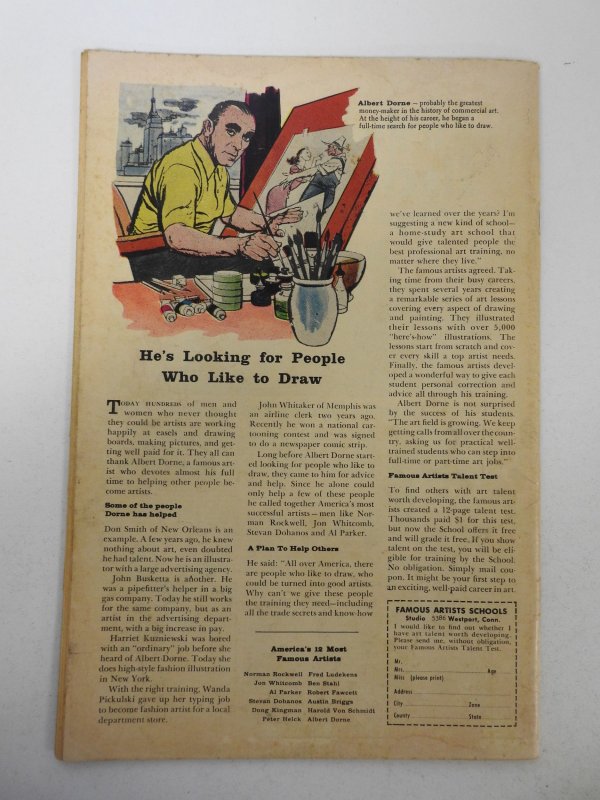 Albert Dorne – probably the greatest
money-maker in the history of commercial art.
At the height of his career, he began a
full-time search for people who like to draw.
He's Looking for People
Who Like to Draw
TODAY HUNDREDS of men and
women who never thought
they could be artists are working
happily at easels and drawing
boards, making pictures, and get-
ting well paid for it. They all can
thank Albert Dorne, a famous art-
ist who devotes almost his full
time to helping other people be-
come artists.
Some of the people
Dorne has helped
Don Smith of New Orleans is an
example. A few years ago, he knew
nothing about art, even doubted
he had talent. Now he is an illustra-
tor with a large advertising agency.
John Busketta is another. He
was a pipefitter's helper in a big
gas company. Today he still works
for the same company, but as an
artist in the advertising depart-
ment, with a big increase in pay.
Harriet Kuzniewski was bored
with an "ordinary" job before she
heard of Albert Dorne. Today she
does high-style fashion illustration
in New York.
With the right training, Wanda
Pickulski gave up her typing job
to become fashion artist for a local
department store.
John Whitaker of Memphis was
an airline clerk two years ago.
Recently he won a national car-
tooning contest and was signed
to do a newspaper comic strip.
Long before Albert Dorne start-
ed looking for people who like to
draw, they came to him for advice
and help. Since he alone could
only help a few of these people
he called together America's most
successful artists – men like Nor-
man Rockwell, Jon Whitcomb,
Stevan Dohanos and Al Parker.
A Plan To Help Others
He said: "All over America, there
are people who like to draw, who
could be turned into good artists.
Why can't we give these people
the training they need—including
all the trade secrets and know-how
America's 12 Most
Famous Artists
Norman Rockwell Fred Ludekens
Jon Whitcomb Ben Stahl
Al Parker Robert Fawcett
Stevan Dohanos Austin Briggs
Dong Kingman Harold Von Schmidt
Peter Helck Albert Dorne
we've learned over the years? I'm
suggesting a new kind of school—
a home-study art school that
would give talented people the
best professional art training, no
matter where they live."
The famous artists agreed. Tak-
ing time from their busy careers,
they spent several years creating
a remarkable series of art lessons
covering every aspect of drawing
and painting. They illustrated
their lessons with over 5,000
"here's-how" illustrations. The
lessons start from scratch and cov-
er every skill a top artist needs.
Finally, the famous artists devel-
oped a wonderful way to give each
student personal correction and
advice all through his training.
Albert Dorne is not surprised
by the success of his students.
"The art field is growing. We keep
getting calls from all over the coun-
try, asking us for practical well-
trained students who can step into
full-time or part-time art jobs."
Famous Artists Talent Test
To find others with art talent
worth developing, the famous art-
ists created a 12-page talent test.
Thousands paid $1 for this test,
but now the School offers it free
and will grade it free. If you show
talent on the test, you will be eli-
gible for training by the School.
No obligation. Simply mail cou-
pon. It might be your first step to
an exciting, well-paid career in art.
FAMOUS ARTISTS SCHOOLS
Studio 5386 Westport, Conn.
I would like to find out whether I
have art talent worth developing.
Please send me, without obligation,
your Famous Artists Talent Test.
Mr.
Mrs. Age
Miss (please print)
Address
City Zone
County State